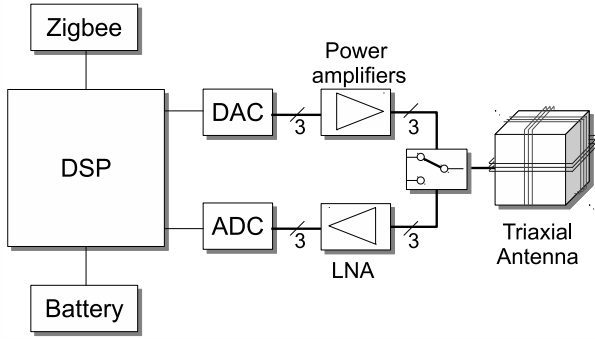 Zigbee
Power
amplifiers
DAC
3
3
DSP
ADC
3
3
LNA
Triaxial
Antenna
Battery